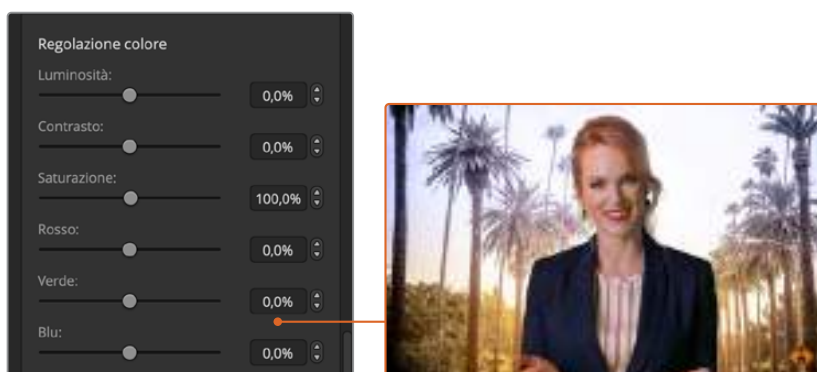 Regolazione colore
Luminosità:
0,0%
Contrasto:
0,0%
Saturazione:
100,0%
Rosso:
0,0%
Verde:
0,0%
Blu:
0,0%